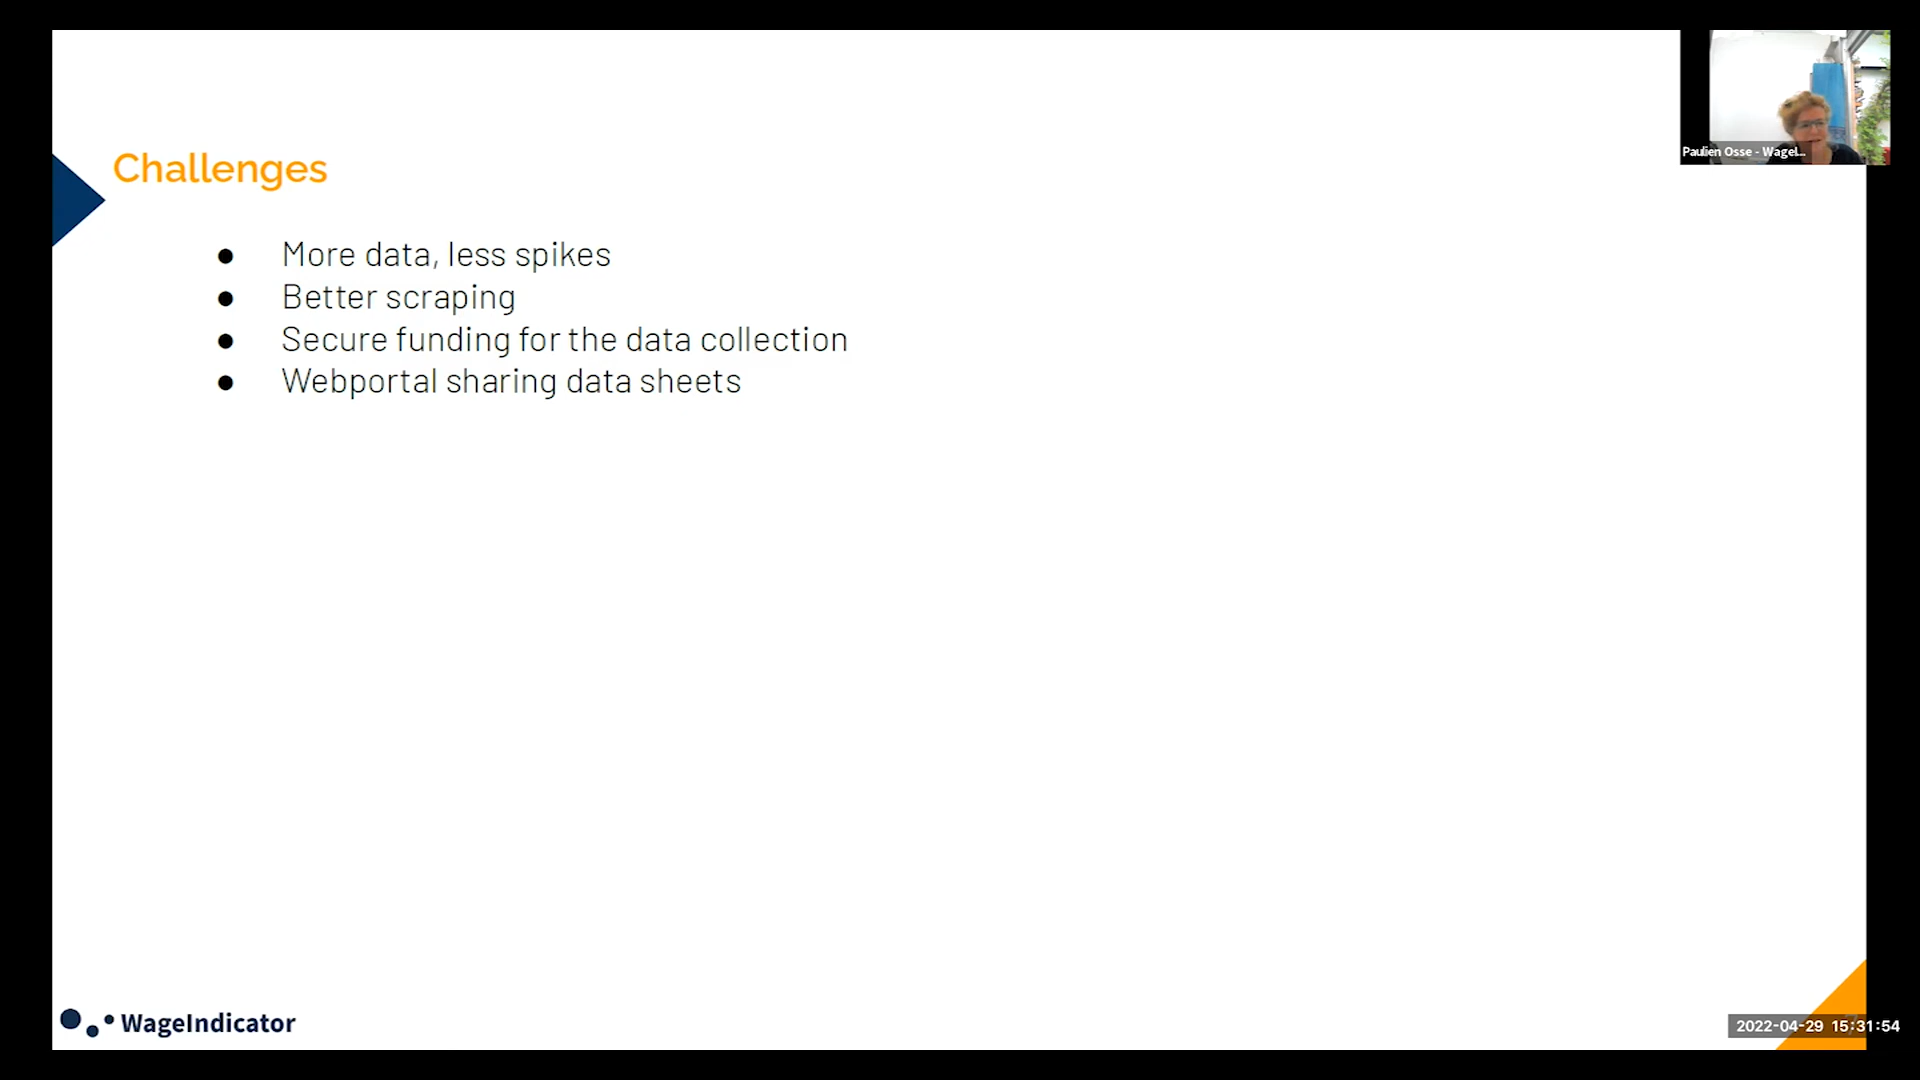 Paulien Osse - WageI...
Challenges
● More data, less spikes
● Better scraping
● Secure funding for the data collection
● Webportal sharing data sheets
WageIndicator
2022-04-29 15:31:54